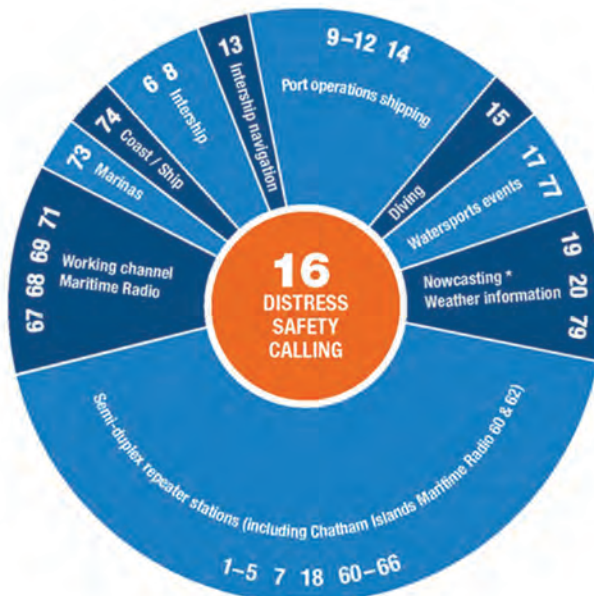 16
DISTRESS
SAFETY
CALLING
9–12 14
Port operations shipping
15
Diving
17 77
Watersports events
19 20 79
Nowcasting *
Weather information
Semi-duplex repeater stations (including Chatham Islands Maritime Radio 60 & 62)
1–5 7 18 60–66
67 68 69 71
Working channel
Maritime Radio
73
Marinas
74
Coast / Ship
6 8
Intership
13
Intership navigation